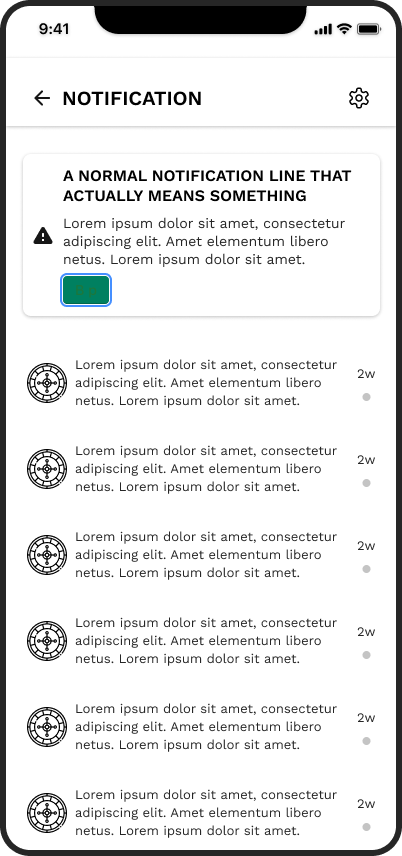 9:41
NOTIFICATION
A NORMAL NOTIFICATION LINE THAT
ACTUALLY MEANS SOMETHING
Lorem ipsum dolor sit amet, consectetur
adipiscing elit. Amet elementum libero
netus. Lorem ipsum dolor sit amet.
Lorem ipsum dolor sit amet, consectetur
adipiscing elit. Amet elementum libero
netus. Lorem ipsum dolor sit amet.
2w
Lorem ipsum dolor sit amet, consectetur
adipiscing elit. Amet elementum libero
netus. Lorem ipsum dolor sit amet.
2w
Lorem ipsum dolor sit amet, consectetur
adipiscing elit. Amet elementum libero
netus. Lorem ipsum dolor sit amet.
2w
Lorem ipsum dolor sit amet, consectetur
adipiscing elit. Amet elementum libero
netus. Lorem ipsum dolor sit amet.
2w
Lorem ipsum dolor sit amet, consectetur
adipiscing elit. Amet elementum libero
netus. Lorem ipsum dolor sit amet.
2w
Lorem ipsum dolor sit amet, consectetur
adipiscing elit. Amet elementum libero
netus. Lorem ipsum dolor sit amet.
2w